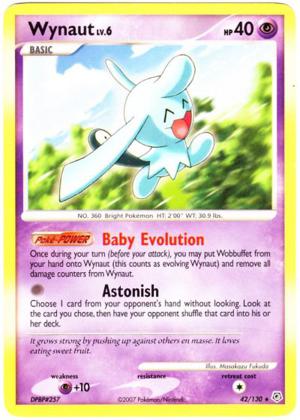 Wynaut LV.6
HP 40
BASIC
NO. 360 Bright Pokémon HT: 2'00" WT: 30.9 lbs.
Poké-POWER Baby Evolution
Once during your turn (before your attack), you may put Wobbuffet from
your hand onto Wynaut (this counts as evolving Wynaut) and remove all
damage counters from Wynaut.
Astonish
Choose 1 card from your opponent's hand without looking. Look at
the card you chose, then have your opponent shuffle that card into his
or her deck.
Illus. Masakazu Fukuda
It grows strong by pushing up against others en masse.
weakness resistance retreat cost
+10
DPBP#257 ©2007 Pokémon/Nintendo. 42/130